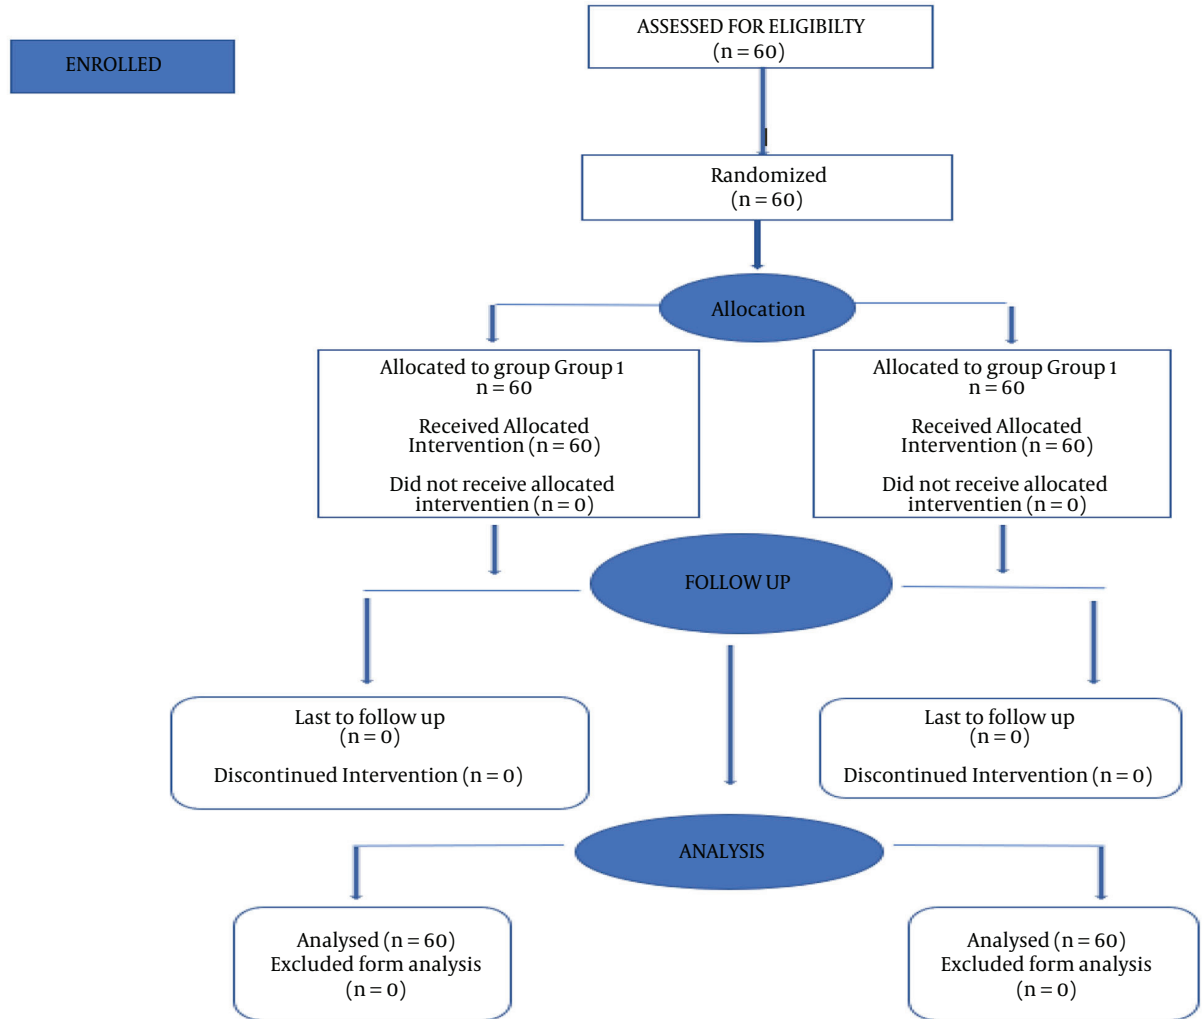 ASSESSED FOR ELIGIBILTY
(n = 60)
ENROLLED
Randomized
(n = 60)
Allocation
Allocated to group Group 1
n = 60
Received Allocated
Intervention (n = 60)
Did not receive allocated
interventien (n = 0)
Allocated to group Group 1
n = 60
Received Allocated
Intervention (n = 60)
Did not receive allocated
interventien (n = 0)
FOLLOW UP
Last to follow up
(n = 0)
Discontinued Intervention (n = 0)
Last to follow up
(n = 0)
Discontinued Intervention (n = 0)
ANALYSIS
Analysed (n = 60)
Excluded form analysis
(n = 0)
Analysed (n = 60)
Excluded form analysis
(n = 0)